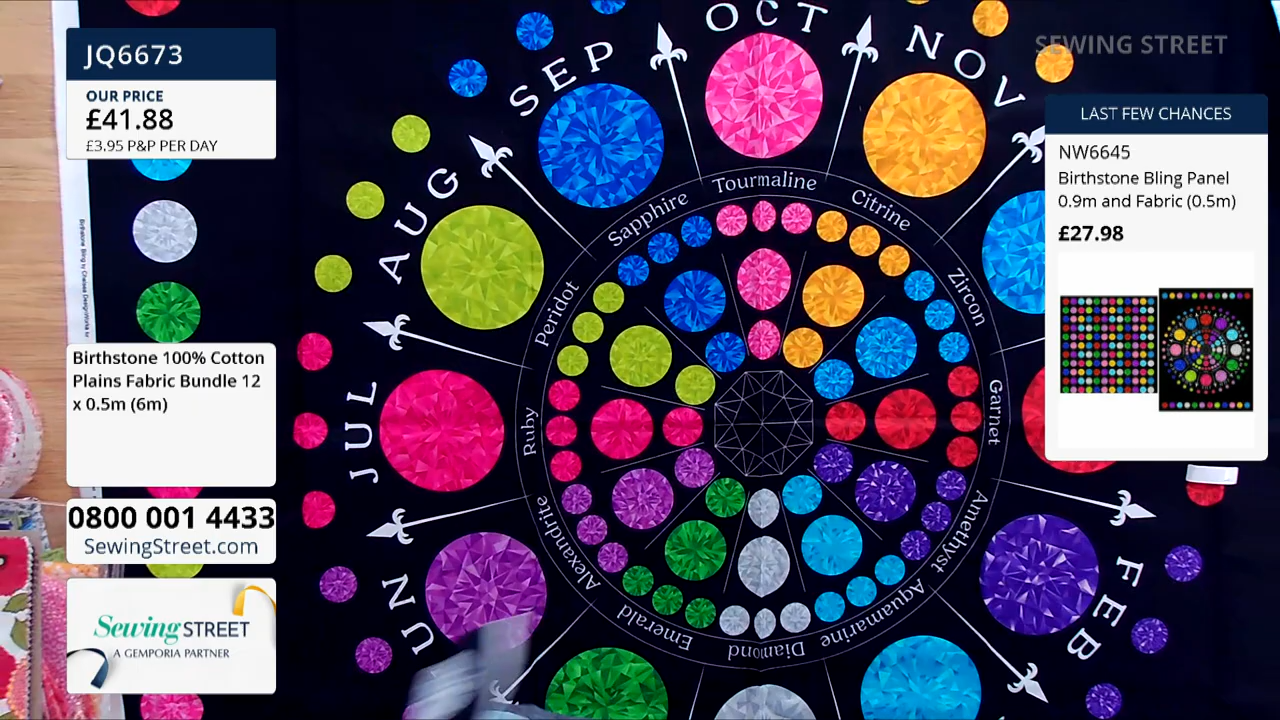 JQ6673
OUR PRICE
£41.88
£3.95 P&P PER DAY
Birthstone 100% Cotton
Plains Fabric Bundle 12
x 0.5m (6m)
0800 001 4433
SewingStreet.com
Sewing STREET
A GEMPORIA PARTNER
SEWING STREET
LAST FEW CHANCES
NW6645
Birthstone Bling Panel
0.9m and Fabric (0.5m)
£27.98
OCT
NOV
SEP
AUG
JUL
JUN
FEB
Tourmaline
Citrine
Zircon
Garnet
Amethyst
Aquamarine
Diamond
Emerald
Alexandrite
Ruby
Peridot
Sapphire